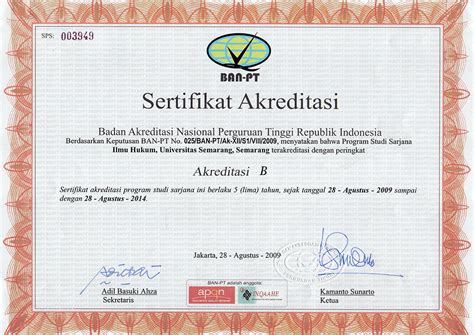 SPS: 003949
BAN-PT
Sertifikat Akreditasi
Badan Akreditasi Nasional Perguruan Tinggi Republik Indonesia
Berdasarkan Keputusan BAN-PT No. 025/BAN-PT/Ak-XII/S1/VIII/2009, menyatakan bahwa Program Studi Sarjana
Ilmu Hukum, Universitas Semarang, Semarang terakreditasi dengan peringkat
Akreditasi B
Sertifikat akreditasi program studi sarjana ini berlaku 5 (lima) tahun, sejak tanggal 28 - Agustus - 2009 sampai
dengan 28 - Agustus - 2014.
Jakarta, 28 - Agustus - 2009
BAN-PT adalah anggota:
apqn
INQAAHE
Adil Basuki Ahza
Sekretaris
Kamanto Sunarto
Ketua